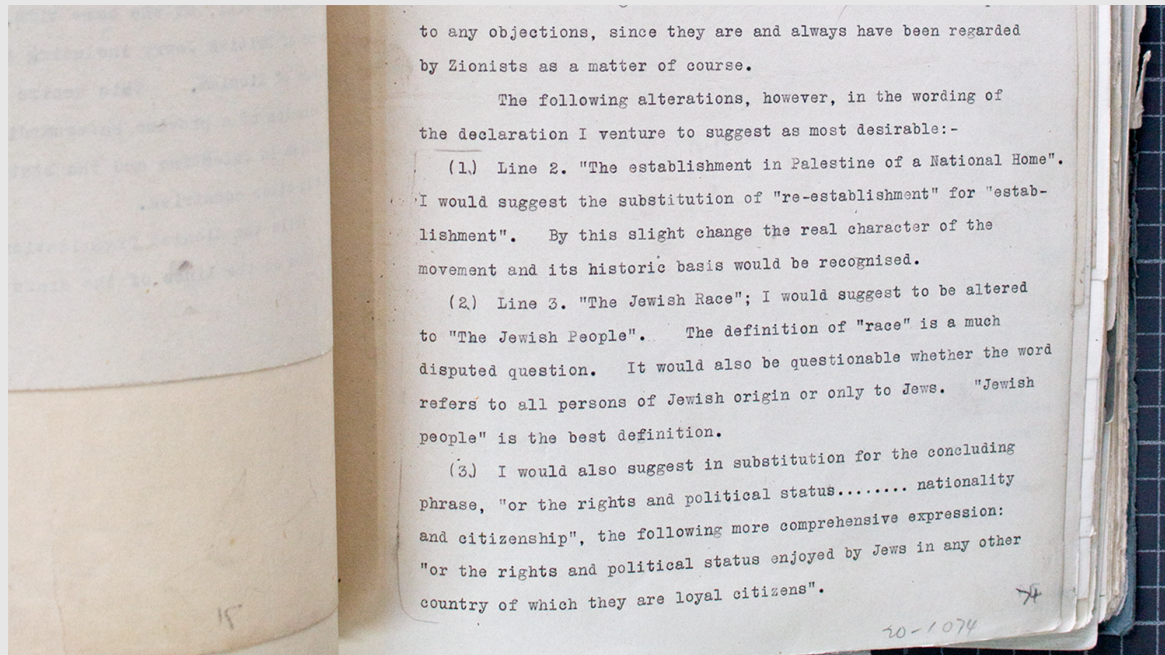 to any objections, since they are and always have been regarded
by Zionists as a matter of course.
The following alterations, however, in the wording of
the declaration I venture to suggest as most desirable:-
(1.) Line 2. "The establishment in Palestine of a National Home".
I would suggest the substitution of "re-establishment" for "estab-
lishment". By this slight change the real character of the
movement and its historic basis would be recognised.
(2.) Line 3. "The Jewish Race"; I would suggest to be altered
to "The Jewish People". The definition of "race" is a much
disputed question. It would also be questionable whether the word
refers to all persons of Jewish origin or only to Jews. "Jewish
people" is the best definition.
(3.) I would also suggest in substitution for the concluding
phrase, "or the rights and political status........ nationality
and citizenship", the following more comprehensive expression:
"or the rights and political status enjoyed by Jews in any other
country of which they are loyal citizens".